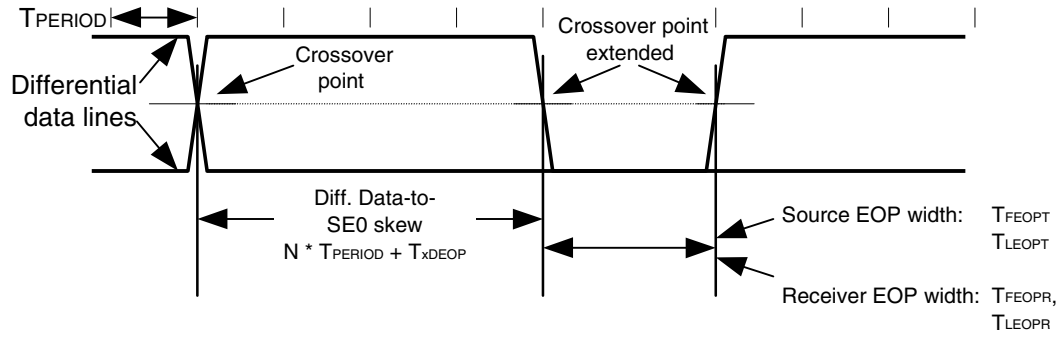 TPERIOD
Differential
data lines
Crossover
point
Crossover point
extended
Diff. Data-to-
SE0 skew
N * TPERIOD + TxDEOP
Source EOP width: TFEOPT
TLEOPT
Receiver EOP width: TFEOPR,
TLEOPR